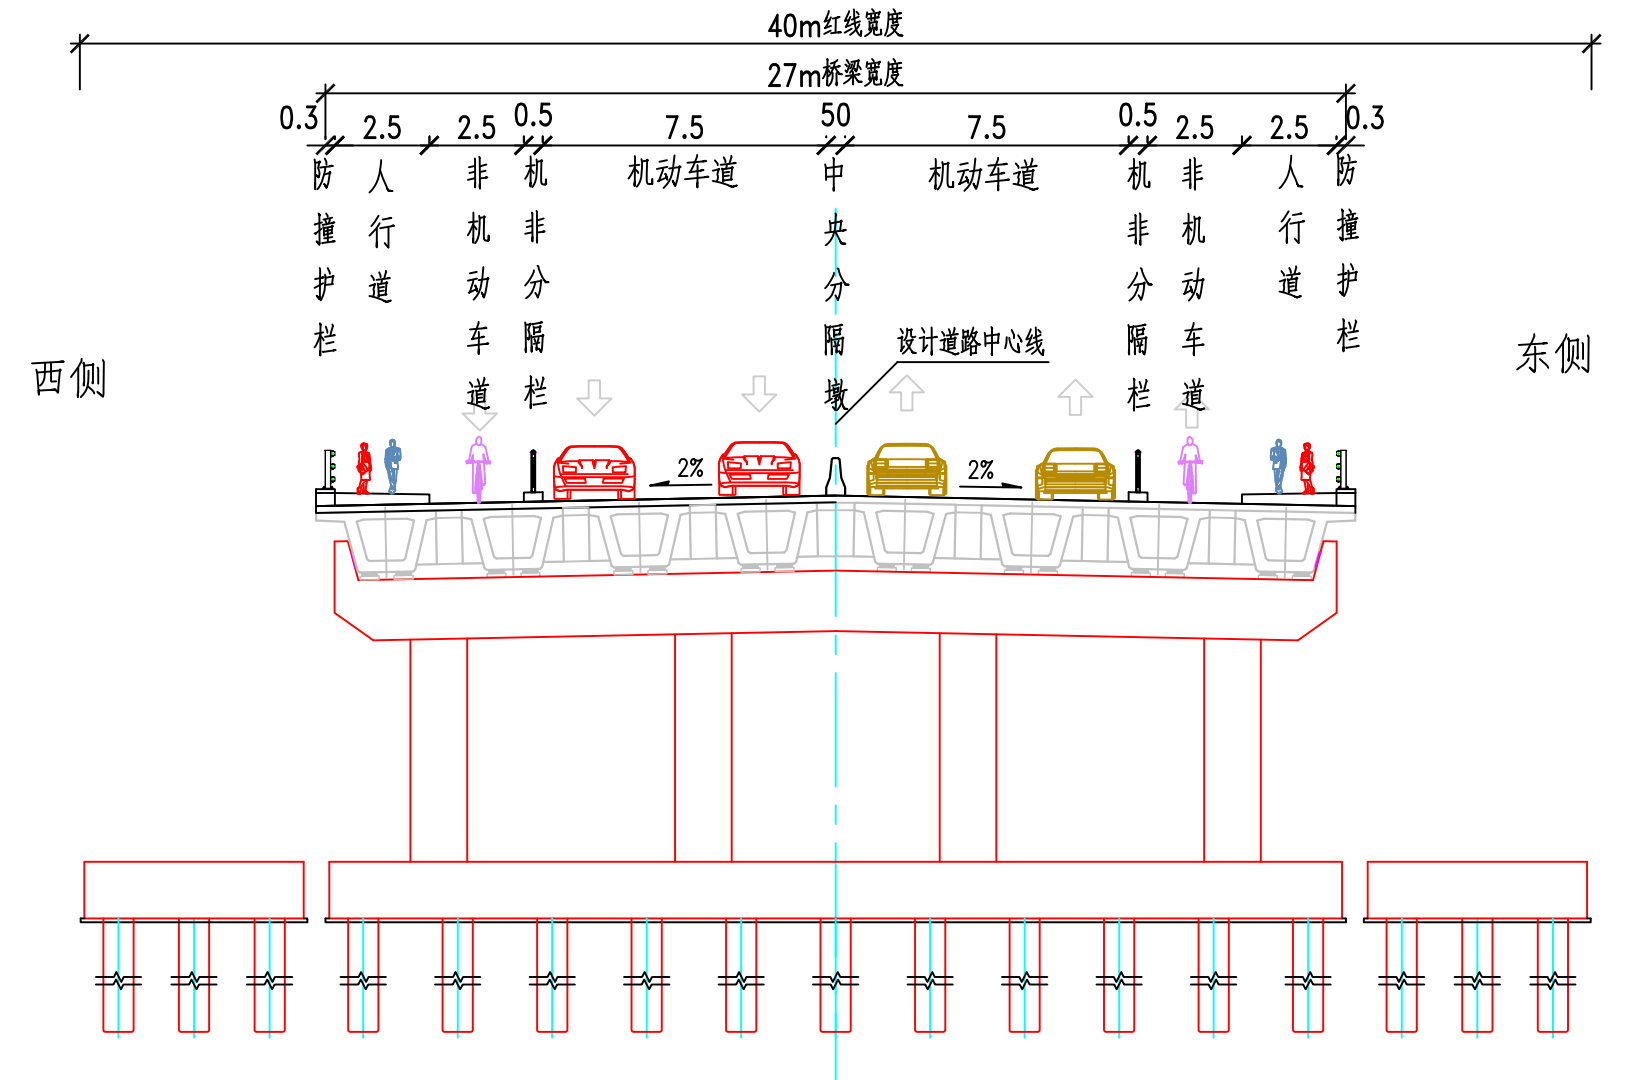 40m红线宽度
27m桥梁宽度
0.3 2.5 2.5 0.5 7.5 50 7.5 0.5 2.5 2.5 0.3
防撞护栏
人行道
非机动车道
机非分隔栏
机动车道
中央分隔墩
机动车道
机非分隔栏
非机动车道
人行道
防撞护栏
设计道路中心线
西侧
东侧
2%
2%